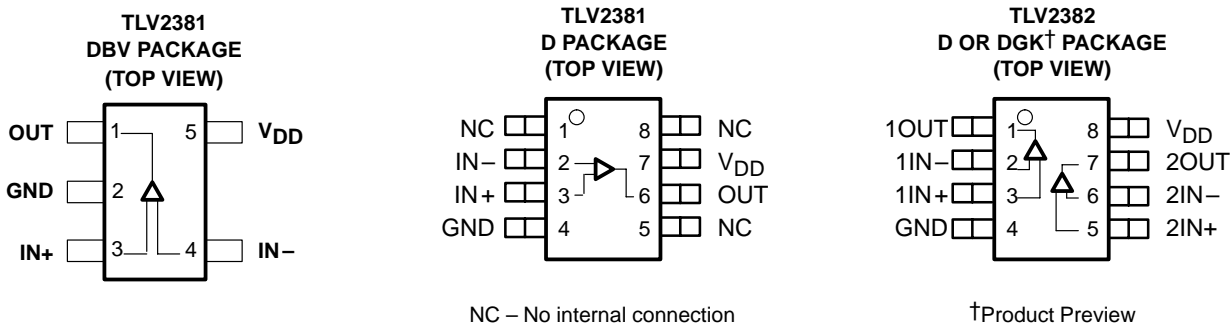 TLV2381
DBV PACKAGE
(TOP VIEW)
OUT 1 5 VDD
GND 2
IN+ 3 4 IN−
TLV2381
D PACKAGE
(TOP VIEW)
NC 1 8 NC
IN− 2 7 VDD
IN+ 3 6 OUT
GND 4 5 NC
NC – No internal connection
TLV2382
D OR DGK† PACKAGE
(TOP VIEW)
1OUT 1 8 VDD
1IN− 2 7 2OUT
1IN+ 3 6 2IN−
GND 4 5 2IN+
†Product Preview